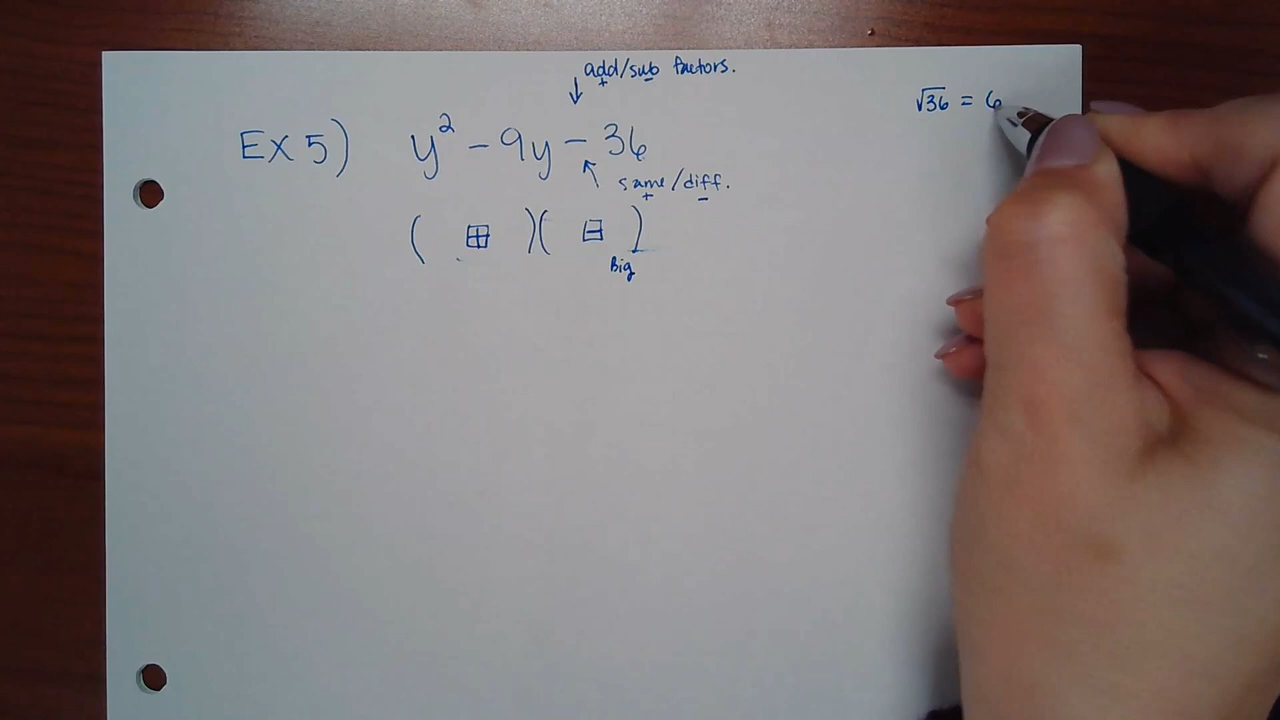 ↓ add/sub factors.
+ −
√36 = 6
EX 5) y² - 9y - 36
↖ same/diff.
+ −
( ⊞ )( ⊟ )
Big